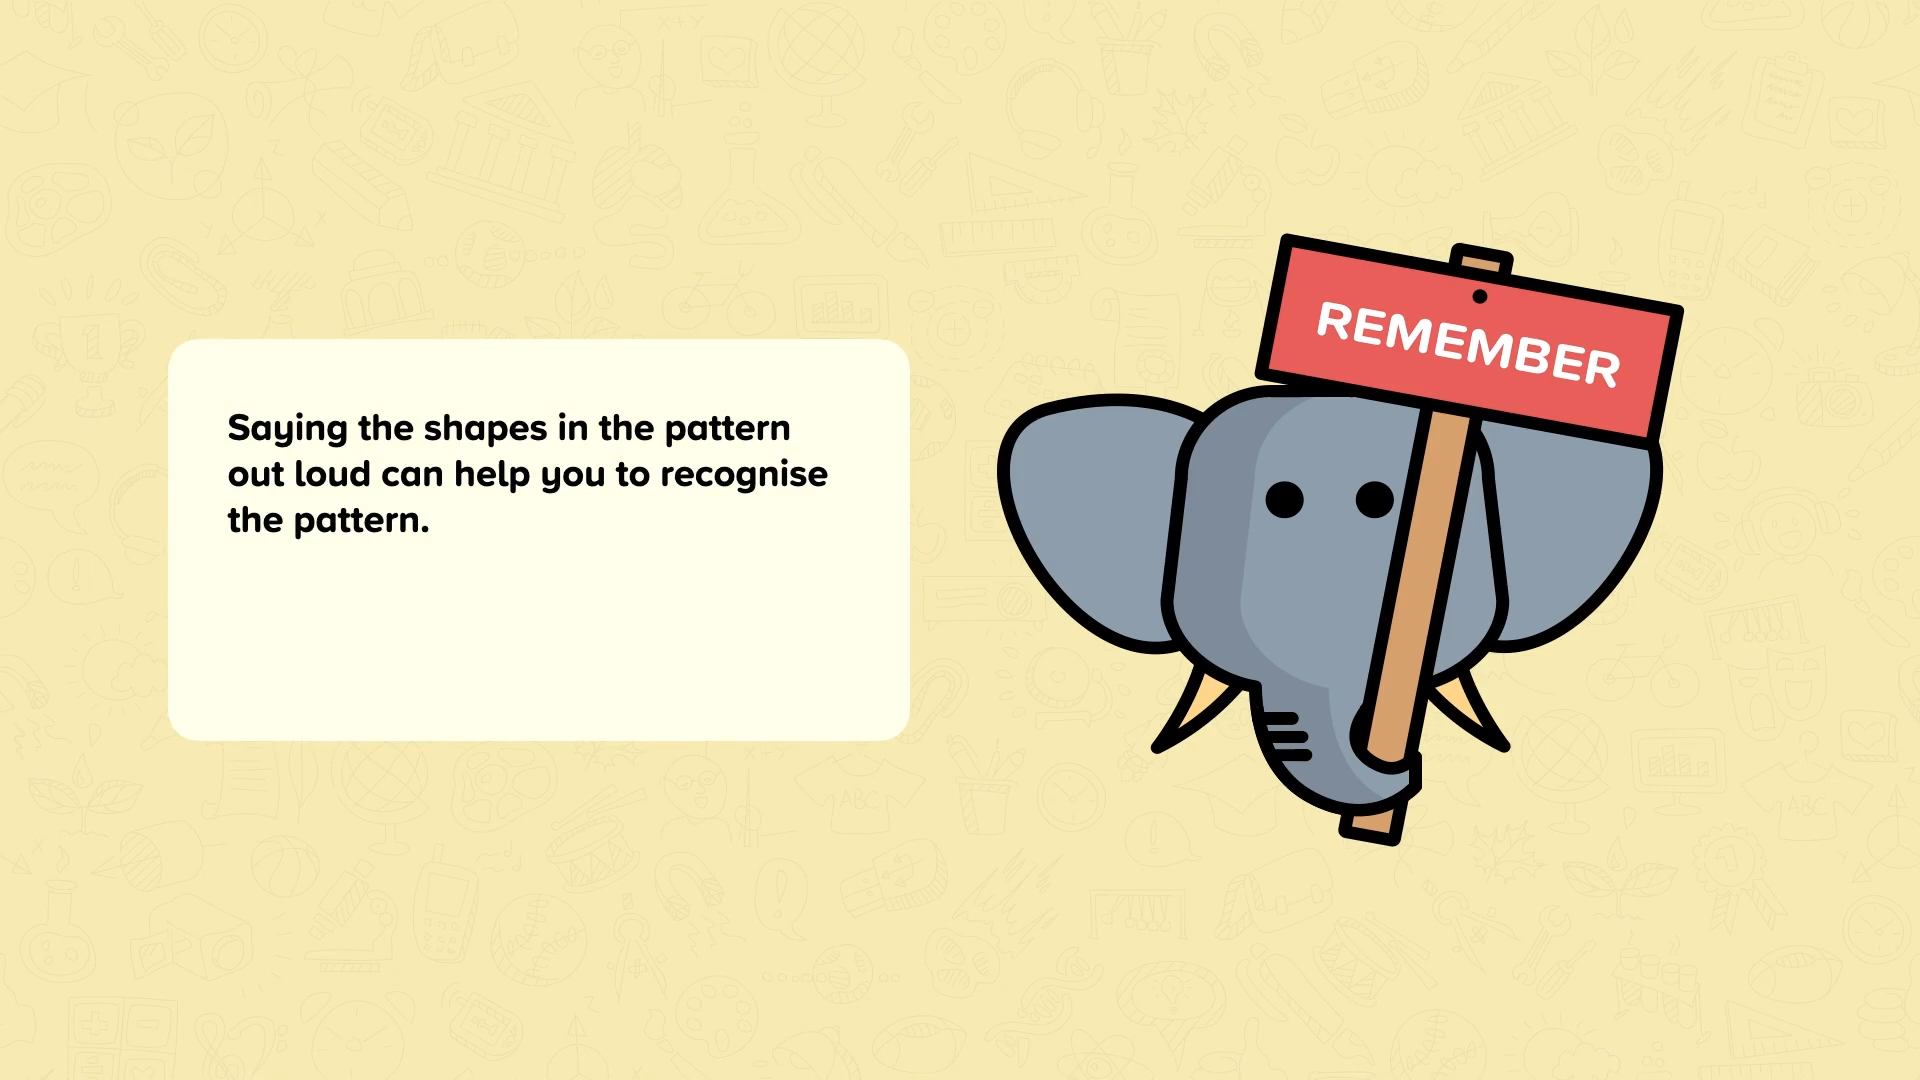 Saying the shapes in the pattern
out loud can help you to recognise
the pattern.
REMEMBER